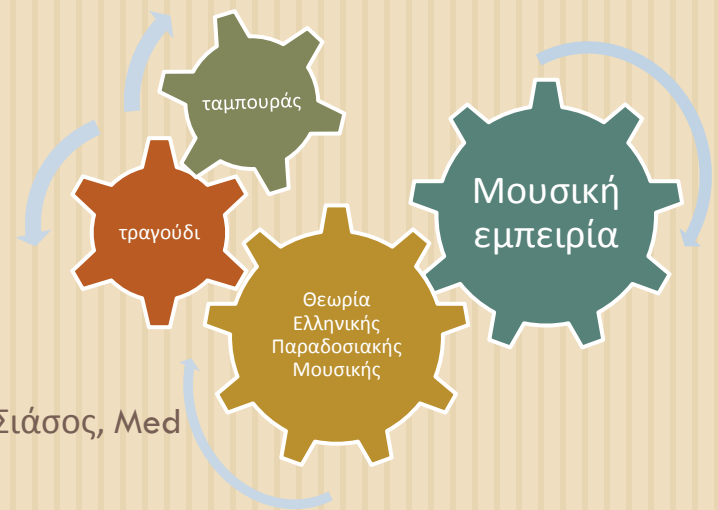 ταμπουράς
τραγούδι
Μουσική
εμπειρία
Θεωρία
Ελληνικής
Παραδοσιακής
Μουσικής
Σιάσος, Med